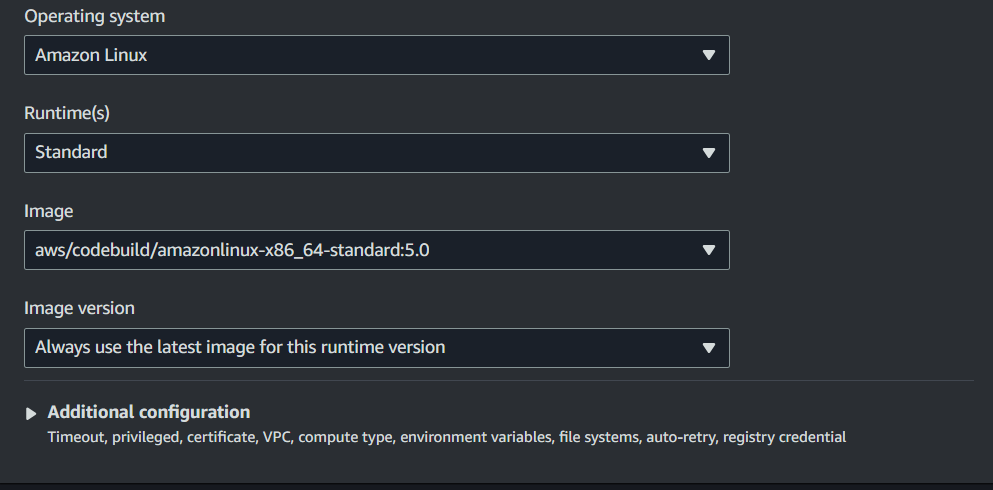 Operating system
Amazon Linux
Runtime(s)
Standard
Image
aws/codebuild/amazonlinux-x86_64-standard:5.0
Image version
Always use the latest image for this runtime version
Additional configuration
Timeout, privileged, certificate, VPC, compute type, environment variables, file systems, auto-retry, registry credential